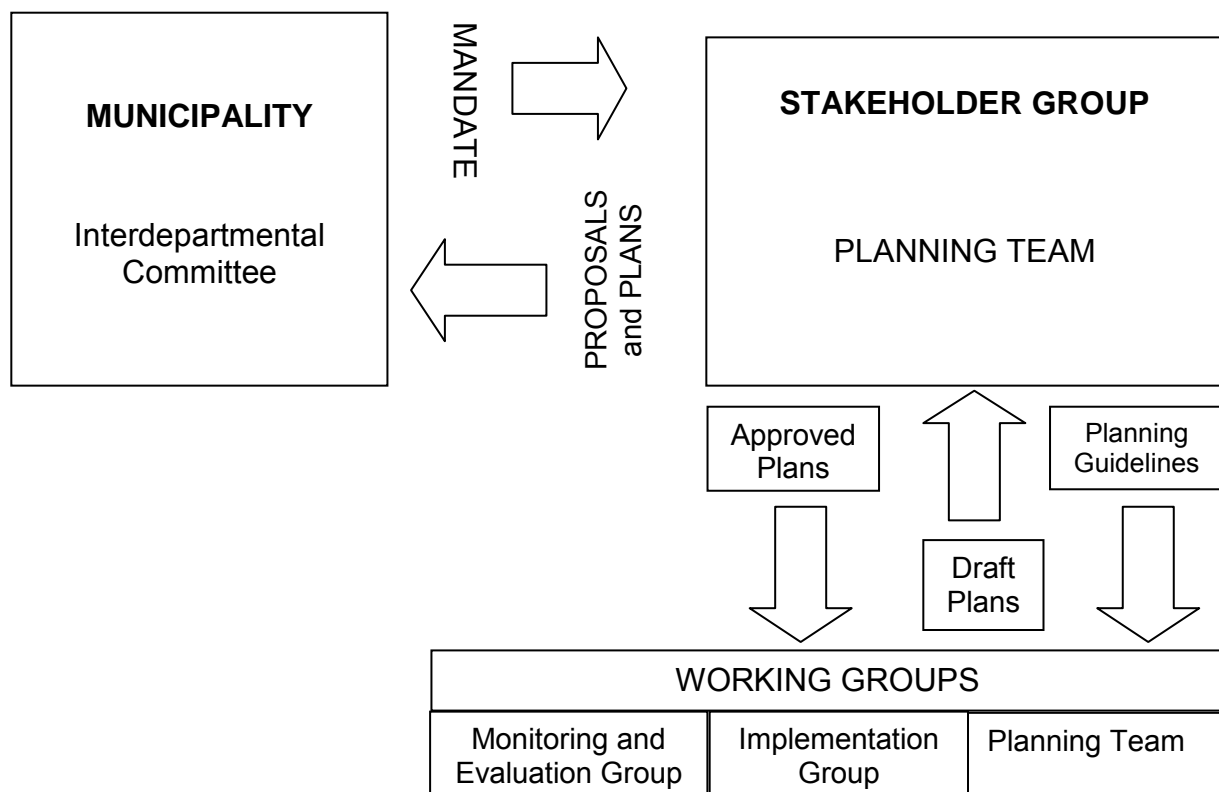 MUNICIPALITY
Interdepartmental
Committee
MANDATE
PROPOSALS
and PLANS
STAKEHOLDER GROUP
PLANNING TEAM
Approved
Plans
Planning
Guidelines
Draft
Plans
WORKING GROUPS
Monitoring and
Evaluation Group
Implementation
Group
Planning Team